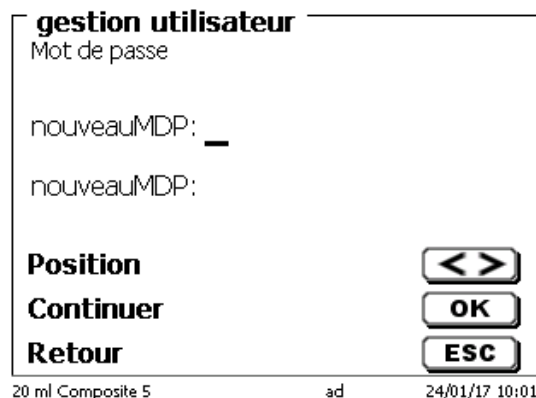 gestion utilisateur
Mot de passe
nouveauMDP: _
nouveauMDP:
Position < >
Continuer OK
Retour ESC
20 ml Composite 5 ad 24/01/17 10:01